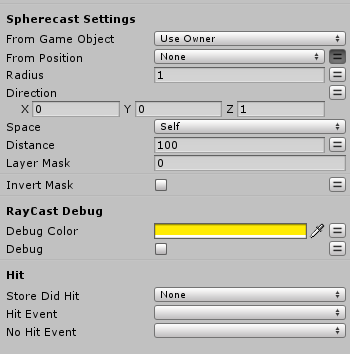 Spherecast Settings
From Game Object Use Owner
From Position None
Radius 1
Direction
X 0 Y 0 Z 1
Space Self
Distance 100
Layer Mask 0
Invert Mask
RayCast Debug
Debug Color
Debug
Hit
Store Did Hit None
Hit Event
No Hit Event